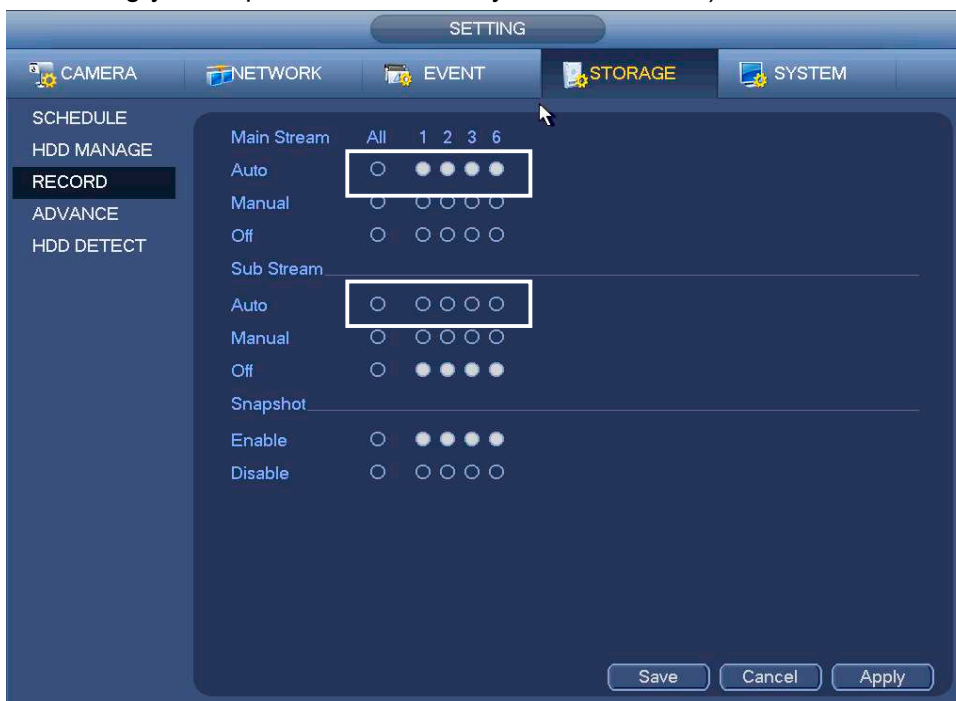 SETTING
CAMERA NETWORK EVENT STORAGE SYSTEM
SCHEDULE
HDD MANAGE
RECORD
ADVANCE
HDD DETECT
Main Stream All 1 2 3 6
Auto
Manual
Off
Sub Stream
Auto
Manual
Off
Snapshot
Enable
Disable
Save Cancel Apply